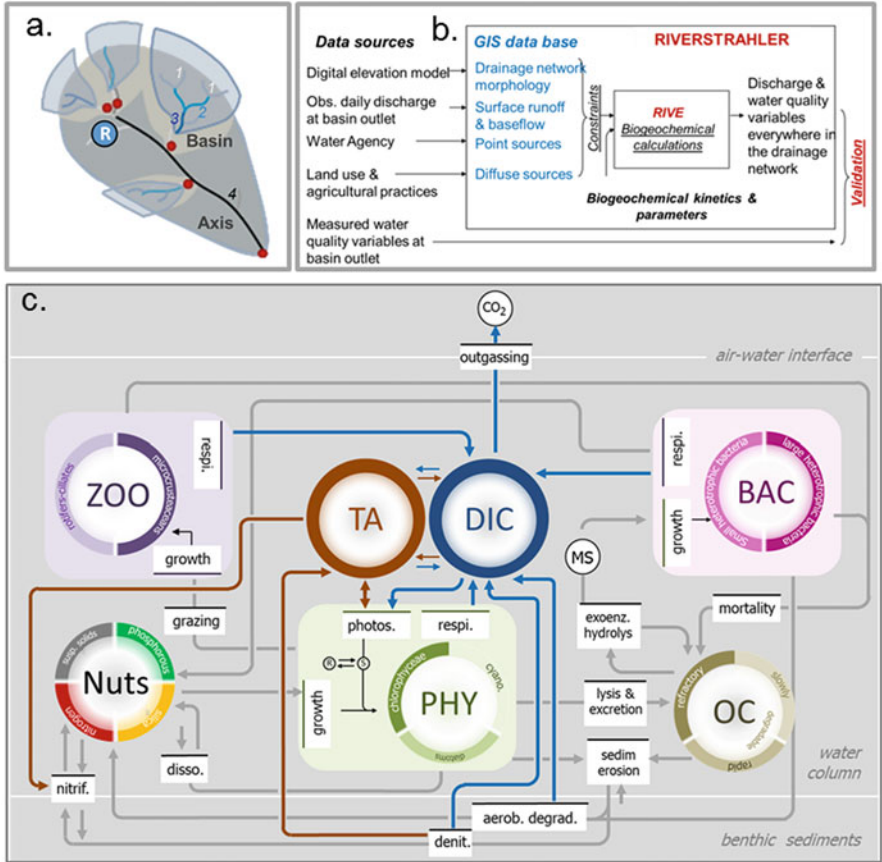 a.
1
1
1
2
3
R
Basin
4
Axis
b.
Data sources
GIS data base
RIVERSTRAHLER
Digital elevation model
Drainage network
morphology
Obs. daily discharge
at basin outlet
Surface runoff
& baseflow
Water Agency
Point sources
Land use &
agricultural practices
Diffuse sources
Constraints
RIVE
Biogeochemical
calculations
Discharge &
water quality
variables
everywhere in
the drainage
network
Biogeochemical kinetics &
parameters
Measured water
quality variables at
basin outlet
Validation
c.
CO2
outgassing
air-water interface
ZOO
rotifers-ciliates
microcrustaceans
respi.
growth
TA
DIC
BAC
Small heterotrophic bacteria
large heterotrophic bacteria
respi.
growth
MS
grazing
photos.
respi.
exoenz.
hydrolys
mortality
Nuts
susp. solids
phosphorous
nitrogen
silica
R
S
growth
PHY
chlorophyceae
cyano.
diatoms
lysis &
excretion
OC
refractory
slowly
degradable
rapid
nitrif.
disso.
sedim
erosion
water
column
aerob. degrad.
denit.
benthic sediments